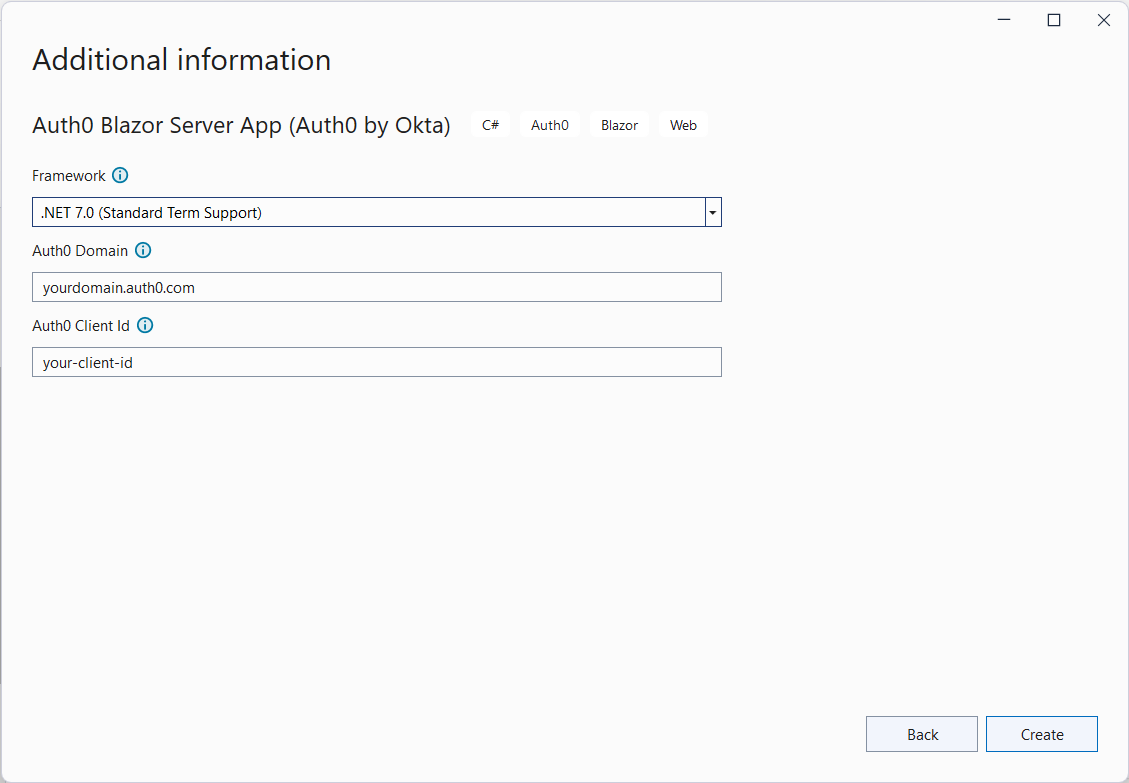 Additional information
Auth0 Blazor Server App (Auth0 by Okta) C# Auth0 Blazor Web
Framework
.NET 7.0 (Standard Term Support)
Auth0 Domain
yourdomain.auth0.com
Auth0 Client Id
your-client-id
Back Create